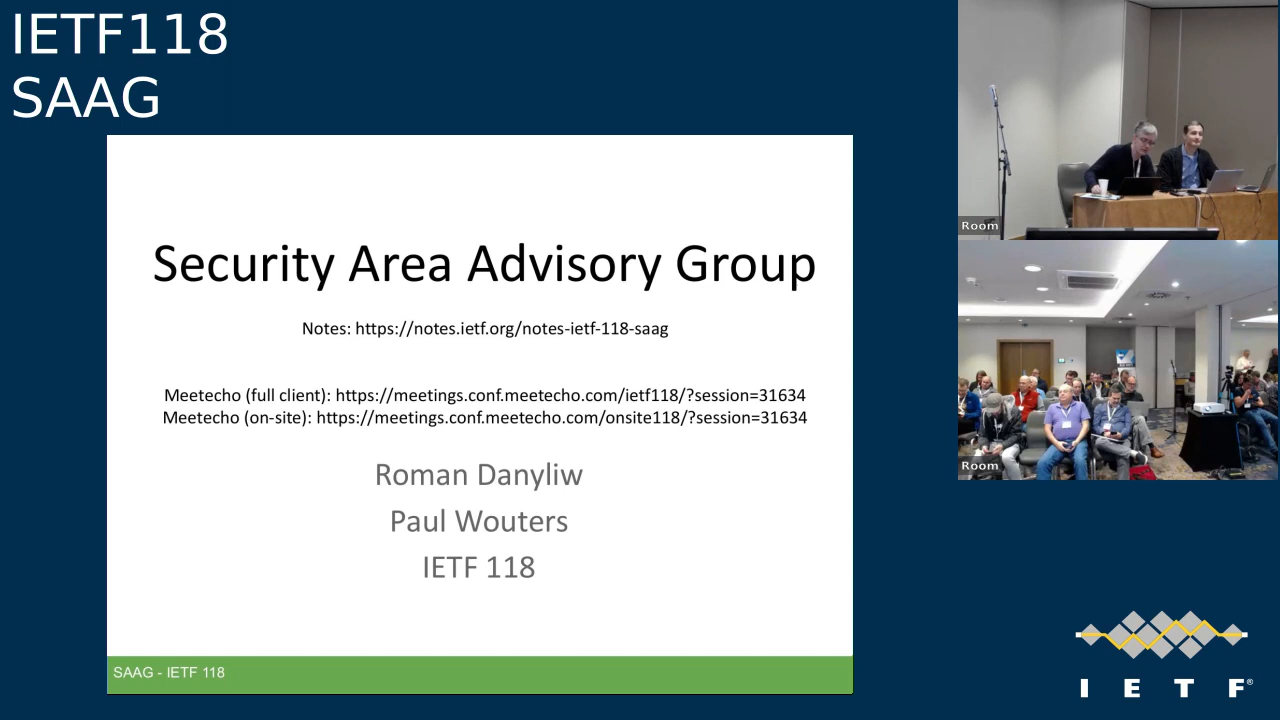 IETF118
SAAG
Security Area Advisory Group
Notes: https://notes.ietf.org/notes-ietf-118-saag
Meetecho (full client): https://meetings.conf.meetecho.com/ietf118/?session=31634
Meetecho (on-site): https://meetings.conf.meetecho.com/onsite118/?session=31634
Roman Danyliw
Paul Wouters
IETF 118
SAAG - IETF 118
Room
Room
I E T F®